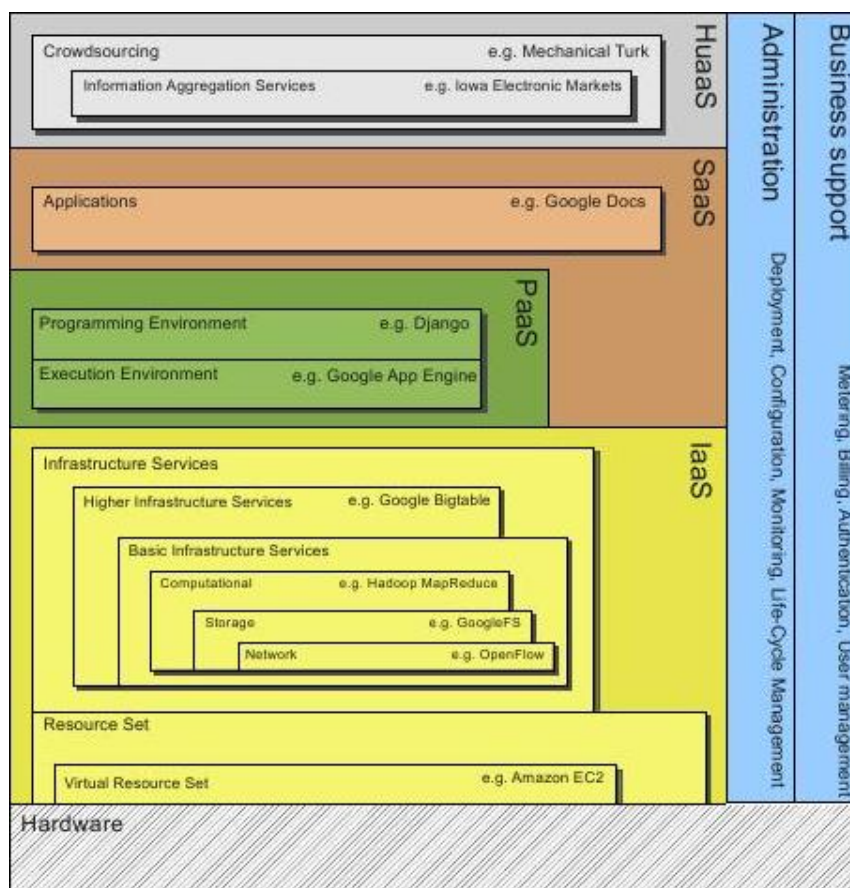 Crowdsourcing e.g. Mechanical Turk
Information Aggregation Services e.g. Iowa Electronic Markets
HuaaS
Applications e.g. Google Docs
SaaS
Programming Environment e.g. Django
Execution Environment e.g. Google App Engine
PaaS
Infrastructure Services
Higher Infrastructure Services e.g. Google Bigtable
Basic Infrastructure Services
Computational e.g. Hadoop MapReduce
Storage e.g. GoogleFS
Network e.g. OpenFlow
Resource Set
Virtual Resource Set e.g. Amazon EC2
IaaS
Hardware
Administration
Deployment, Configuration, Monitoring, Life-Cycle Management
Business support
Metering, Billing, Authentication, User management